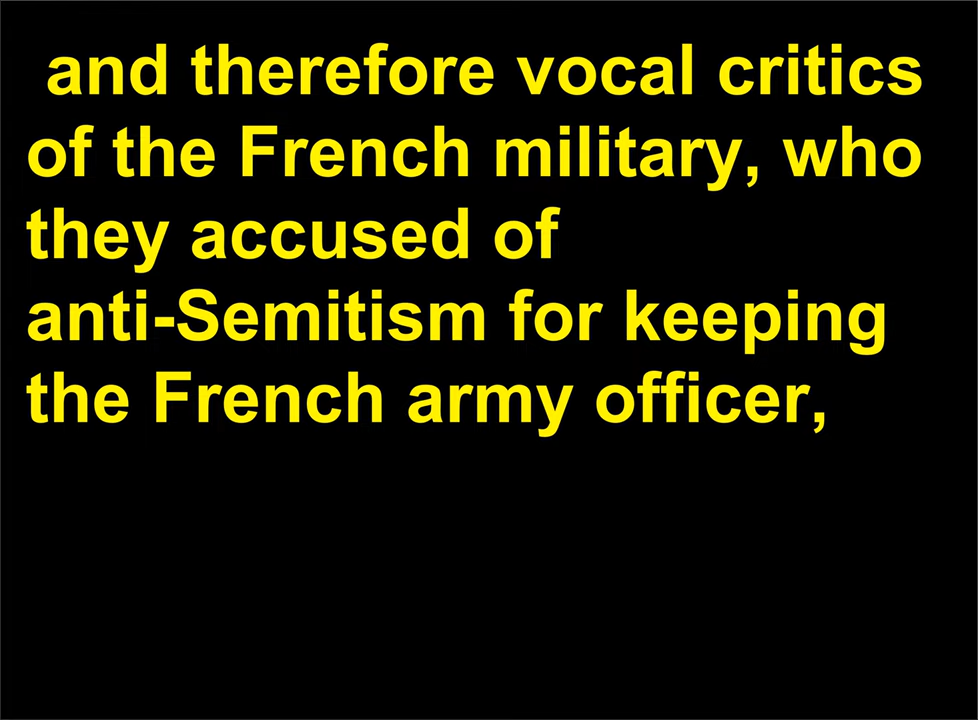 and therefore vocal critics
of the French military, who
they accused of
anti-Semitism for keeping
the French army officer,